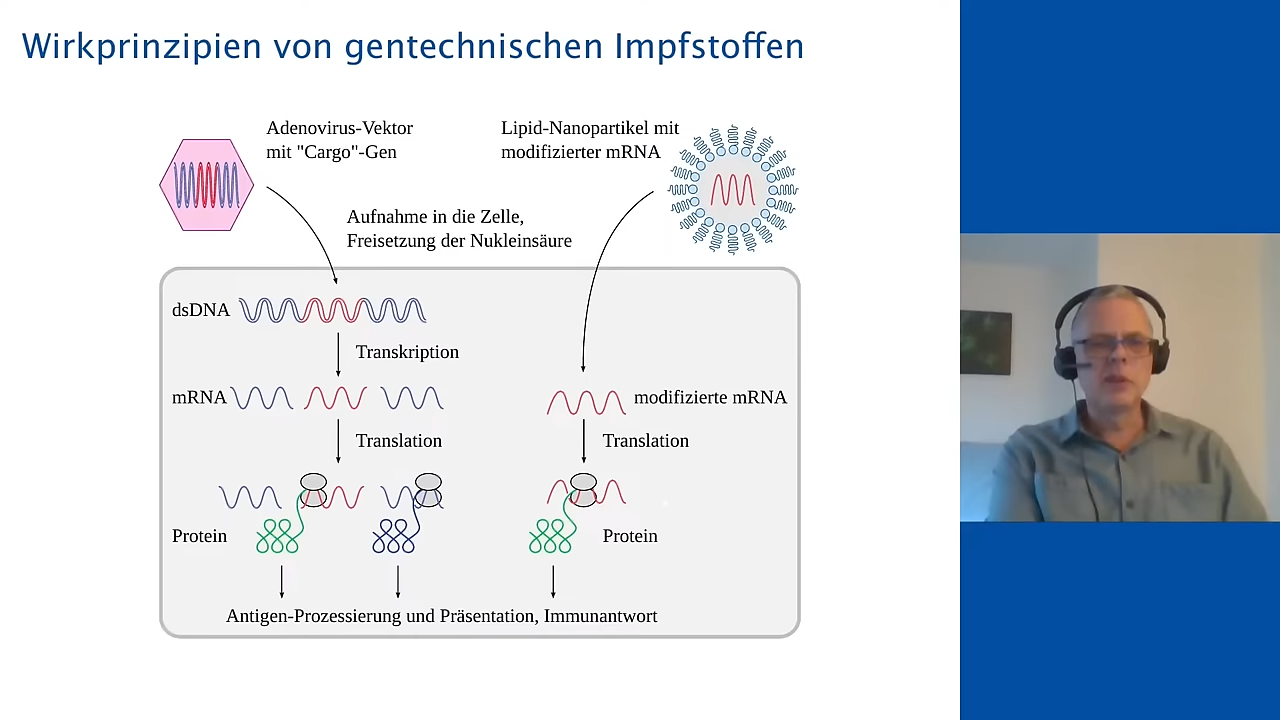 Wirkprinzipien von gentechnischen Impfstoffen
Adenovirus-Vektor
mit "Cargo"-Gen
Lipid-Nanopartikel mit
modifizierter mRNA
Aufnahme in die Zelle,
Freisetzung der Nukleinsäure
dsDNA
Transkription
mRNA
modifizierte mRNA
Translation
Translation
Protein
Protein
Antigen-Prozessierung und Präsentation, Immunantwort